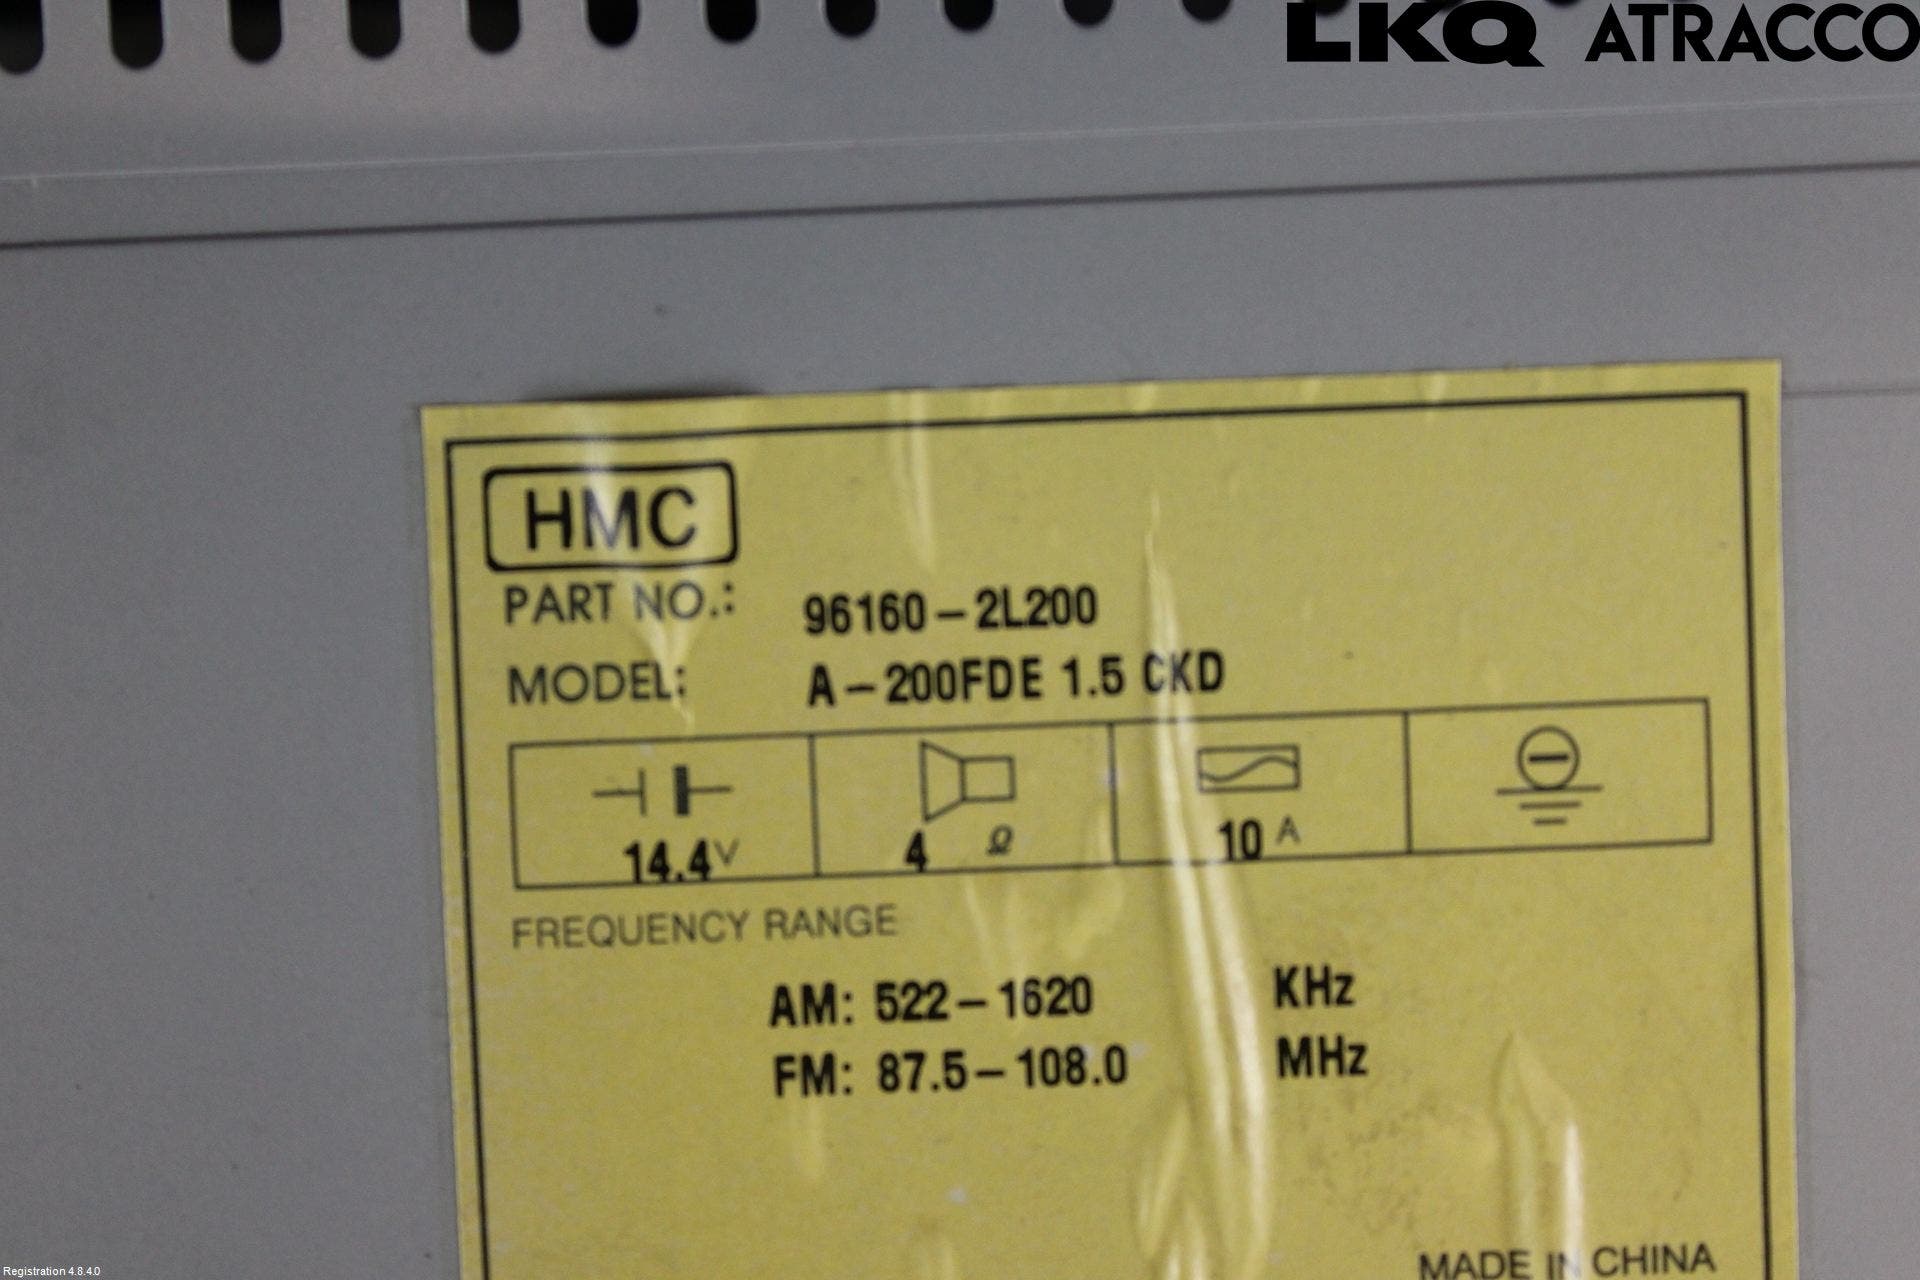 LKQ ATRACCO
HMC
PART NO.: 96160-2L200
MODEL: A-200FDE 1.5 CKD
14.4V 4 Ω 10 A
FREQUENCY RANGE
AM: 522-1620 KHz
FM: 87.5-108.0 MHz
MADE IN CHINA
Registration 4.8.4.0